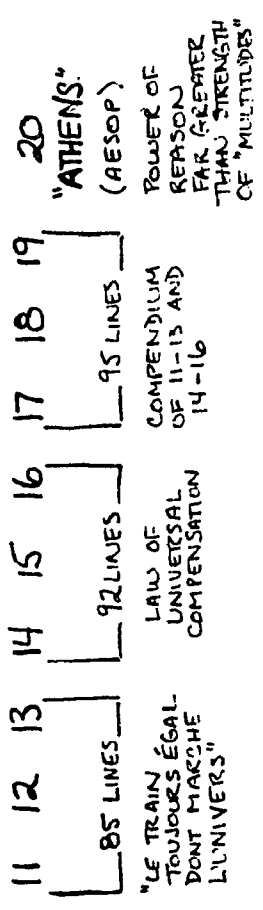 11 12 13
85 LINES
"LE TRAIN
TOUJOURS ÉGAL
DONT MARCHE
L'UNIVERS"
14 15 16
92 LINES
LAW OF
UNIVERSAL
COMPENSATION
17 18 19
95 LINES
COMPENDIUM
OF 11-13 AND
14-16
20
"ATHENS"
(AESOP)
POWER OF
REASON
FAR GREATER
THAN STRENGTH
OF "MULTITUDES"